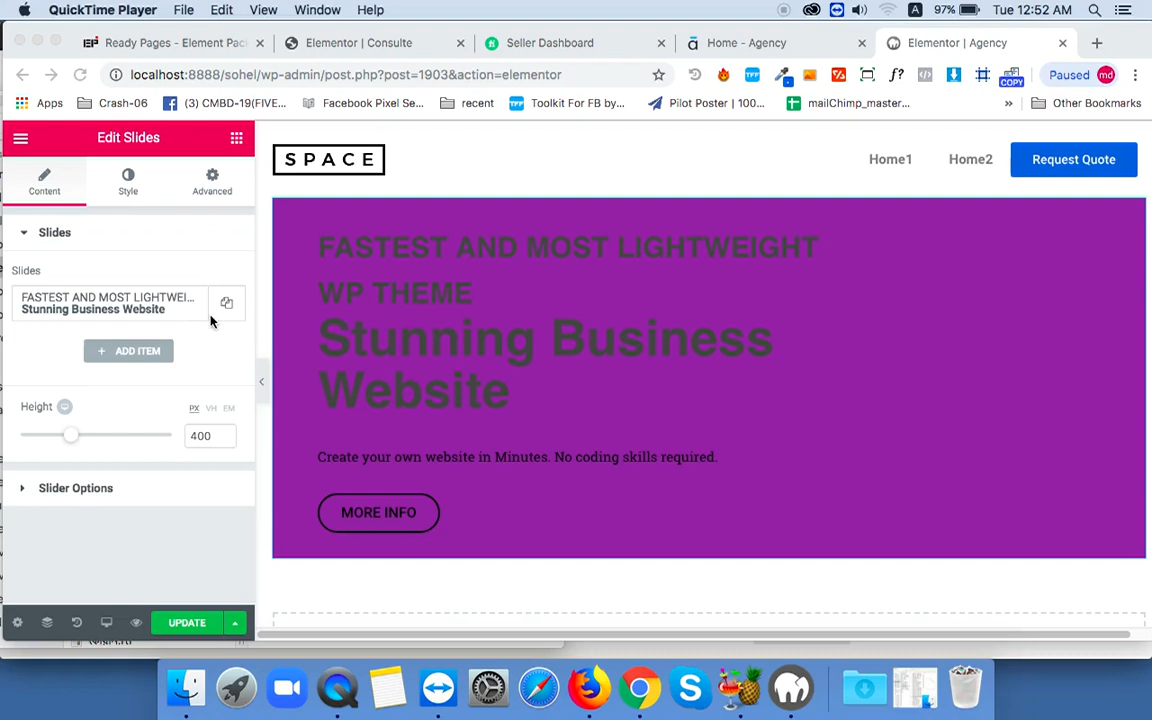 QuickTime Player File Edit View Window Help A 97% Tue 12:52 AM
Ready Pages - Element Pac Elementor | Consulte Seller Dashboard Home - Agency Elementor | Agency
localhost:8888/sohel/wp-admin/post.php?post=1903&action=elementor TFF f? COPY Paused md
Apps Crash-06 (3) CMBD-19(FIVE... Facebook Pixel Se... recent TFF Toolkit For FB by... Pilot Poster | 100... mailChimp_master... » Other Bookmarks
Edit Slides
Content Style Advanced
Slides
Slides
FASTEST AND MOST LIGHTWEI...
Stunning Business Website
+ ADD ITEM
Height PX VH EM
400
Slider Options
UPDATE
SPACE Home1 Home2 Request Quote
FASTEST AND MOST LIGHTWEIGHT
WP THEME
Stunning Business
Website
Create your own website in Minutes. No coding skills required.
MORE INFO